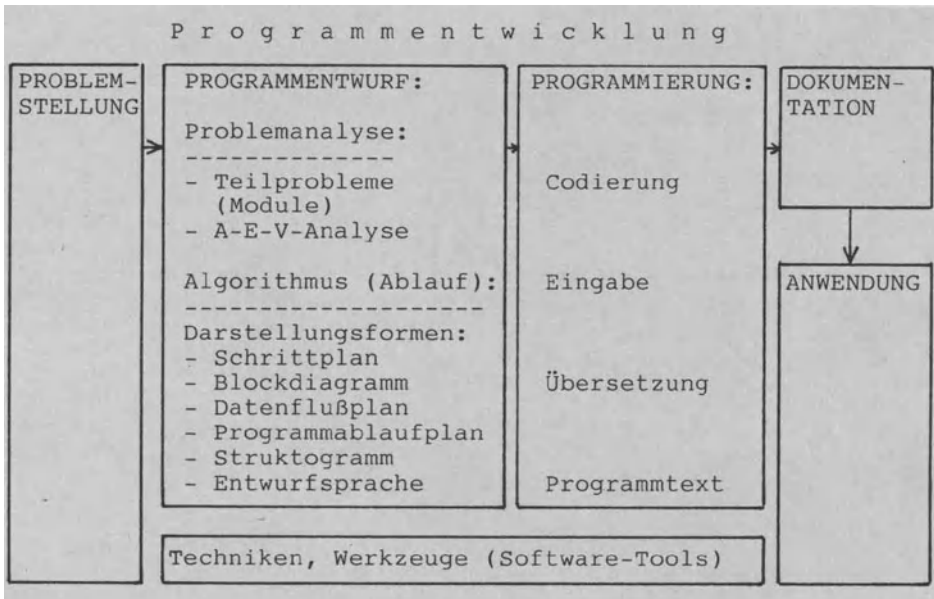 Programmentwicklung
PROBLEM-
STELLUNG
PROGRAMMENTWURF:
Problemanalyse:
- Teilprobleme
(Module)
- A-E-V-Analyse
Algorithmus (Ablauf):
Darstellungsformen:
- Schrittplan
- Blockdiagramm
- Datenflußplan
- Programmablaufplan
- Struktogramm
- Entwurfsprache
PROGRAMMIERUNG:
Codierung
Eingabe
Übersetzung
Programmtext
DOKUMEN-
TATION
ANWENDUNG
Techniken, Werkzeuge (Software-Tools)